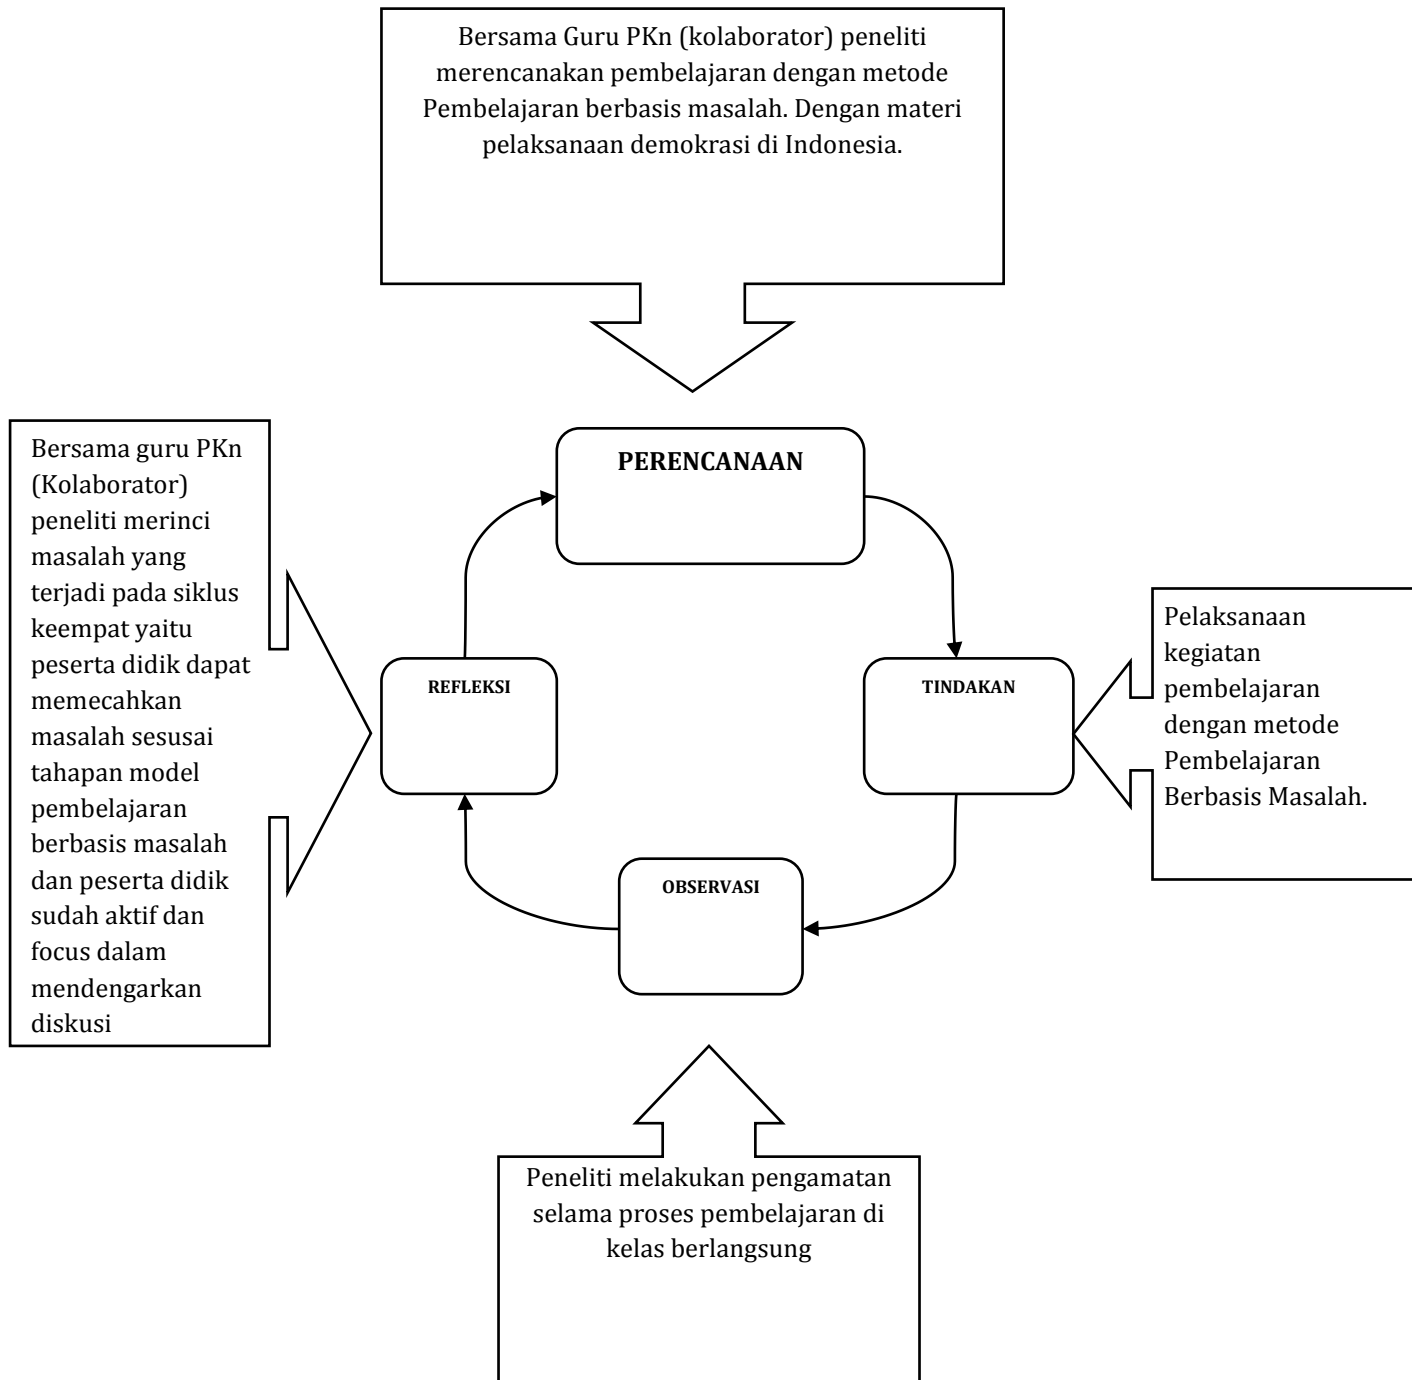 Bersama Guru PKn (kolaborator) peneliti
merencanakan pembelajaran dengan metode
Pembelajaran berbasis masalah. Dengan materi
pelaksanaan demokrasi di Indonesia.
PERENCANAAN
Bersama guru PKn
(Kolaborator)
peneliti merinci
masalah yang
terjadi pada siklus
keempat yaitu
peserta didik dapat
memecahkan
masalah sesusai
tahapan model
pembelajaran
berbasis masalah
dan peserta didik
sudah aktif dan
focus dalam
mendengarkan
diskusi
REFLEKSI
TINDAKAN
Pelaksanaan
kegiatan
pembelajaran
dengan metode
Pembelajaran
Berbasis Masalah.
OBSERVASI
Peneliti melakukan pengamatan
selama proses pembelajaran di
kelas berlangsung